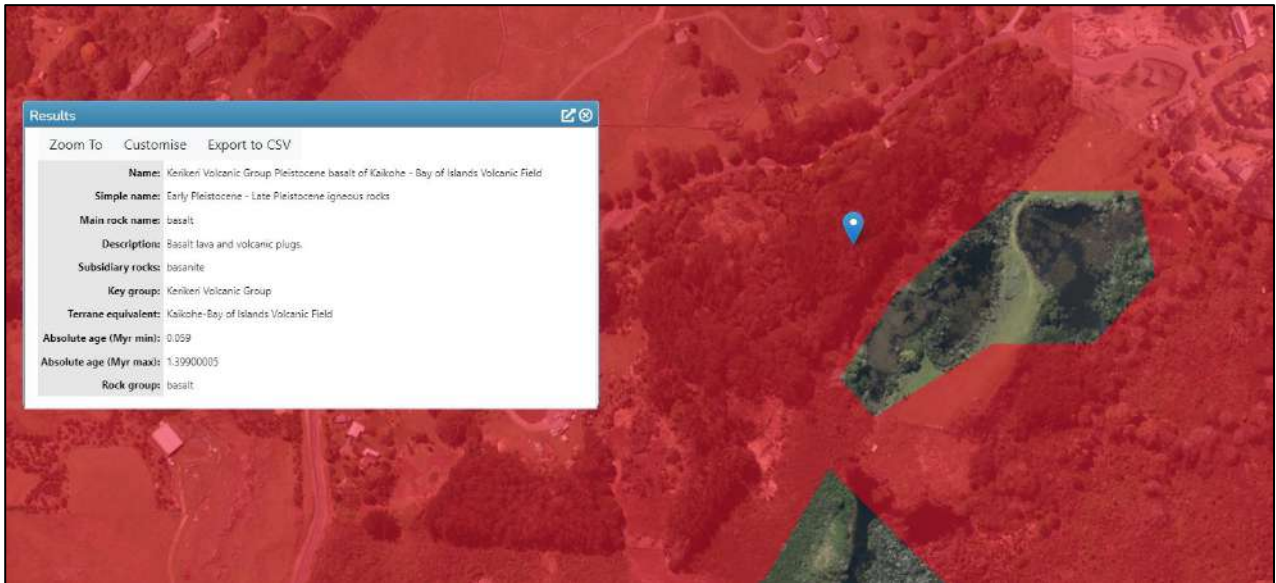 Results
Zoom To Customise Export to CSV
Name: Kerikeri Volcanic Group Pleistocene basalt of Kaikohe - Bay of Islands Volcanic Field
Simple name: Early Pleistocene - Late Pleistocene igneous rocks
Main rock name: basalt
Description: Basalt lava and volcanic plugs.
Subsidiary rocks: basanite
Key group: Kerikeri Volcanic Group
Terrane equivalent: Kaikohe-Bay of Islands Volcanic Field
Absolute age (Myr min): 0.059
Absolute age (Myr max): 1.39900005
Rock group: basalt